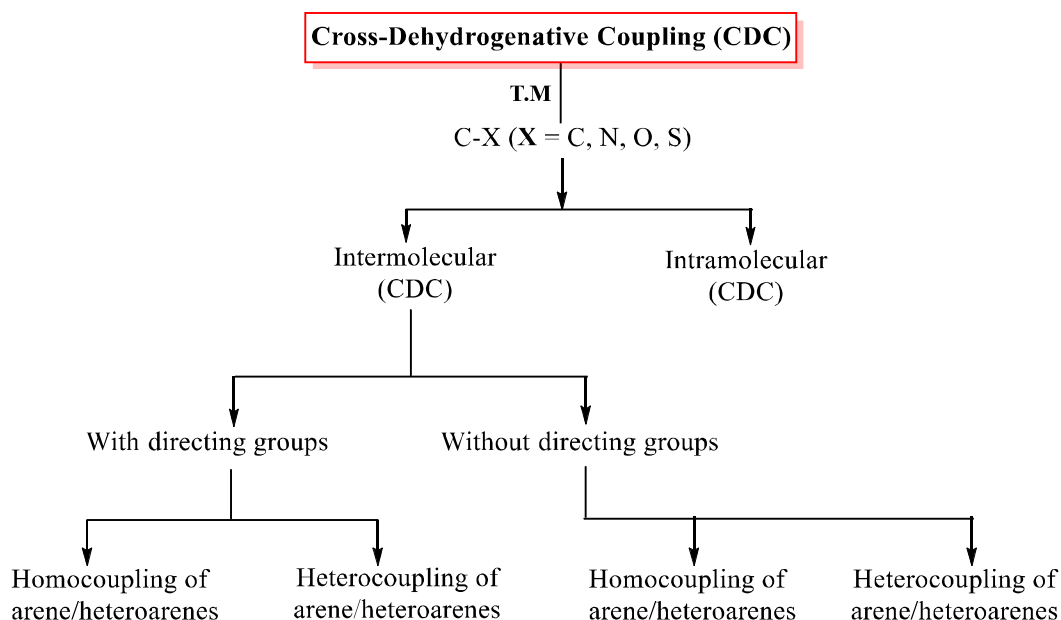 Cross-Dehydrogenative Coupling (CDC)
T.M
C-X (X = C, N, O, S)
Intermolecular
(CDC)
Intramolecular
(CDC)
With directing groups
Without directing groups
Homocoupling of
arene/heteroarenes
Heterocoupling of
arene/heteroarenes
Homocoupling of
arene/heteroarenes
Heterocoupling of
arene/heteroarenes